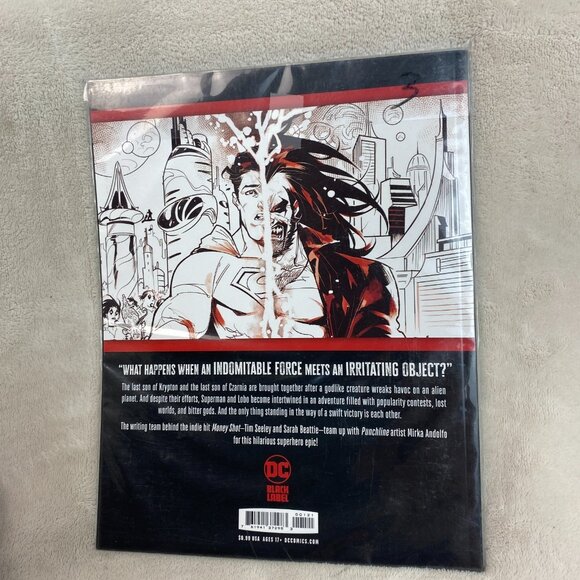 3
"WHAT HAPPENS WHEN AN INDOMITABLE FORCE MEETS AN IRRITATING OBJECT?"
The last son of Krypton and the last son of Czarnia are brought together after a godlike creature wreaks havoc on an alien
planet. And despite their efforts, Superman and Lobo become intertwined in an adventure filled with popularity contests, lost
worlds, and bitter gods. And the only thing standing in the way of a swift victory is each other.
The writing team behind the indie hit Money Shot—Tim Seeley and Sarah Beattie—team up with Punchline artist Mirka Andolfo
for this hilarious superhero epic!
DC
BLACK
LABEL
00121
$6.99 USA AGES 17+ DCCOMICS.COM